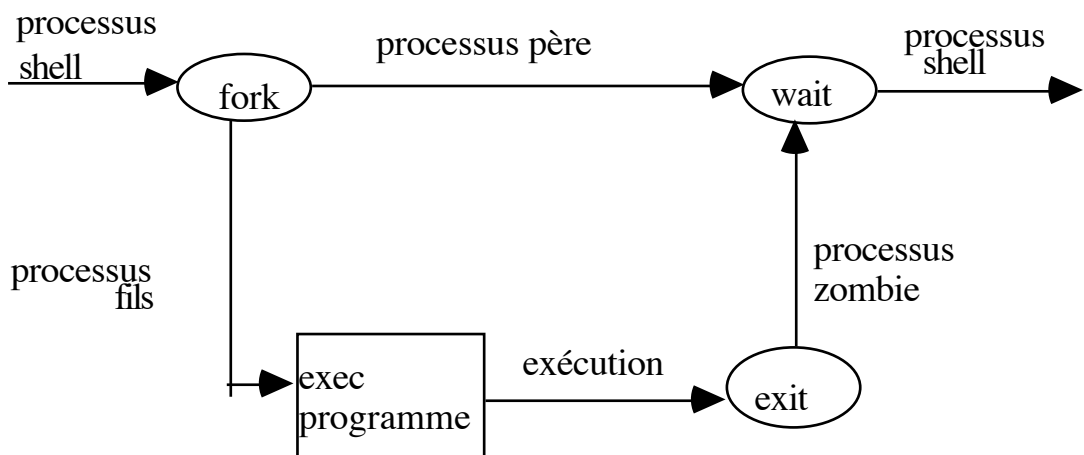 processus
shell
fork
processus père
wait
processus
shell
processus
fils
exec
programme
exécution
exit
processus
zombie